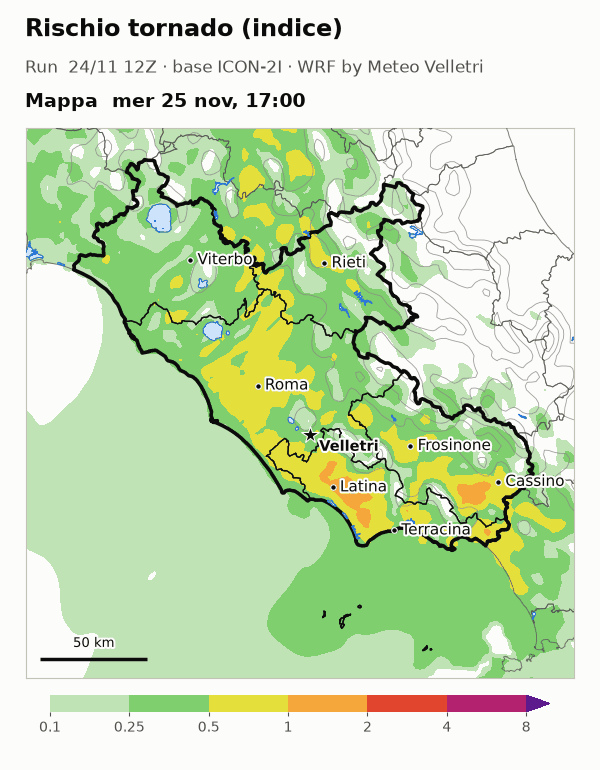 Rischio tornado (indice)
Run  24/11 12Z · base ICON-2I · WRF by Meteo Velletri
Mappa  mer 25 nov, 17:00
Viterbo
Rieti
Roma
Velletri
Frosinone
Latina
Cassino
Terracina
50 km
0.1 0.25 0.5 1 2 4 8